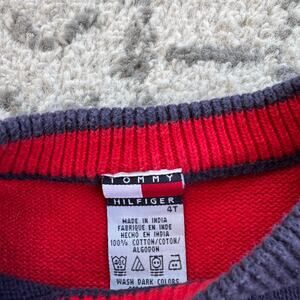 TOMMY
HILFIGER
4T
MADE IN INDIA
FABRIQUE EN INDE
HECHO EN INDIA
100% COTTON/COTON/
ALGODON
WASH DARK COLORS